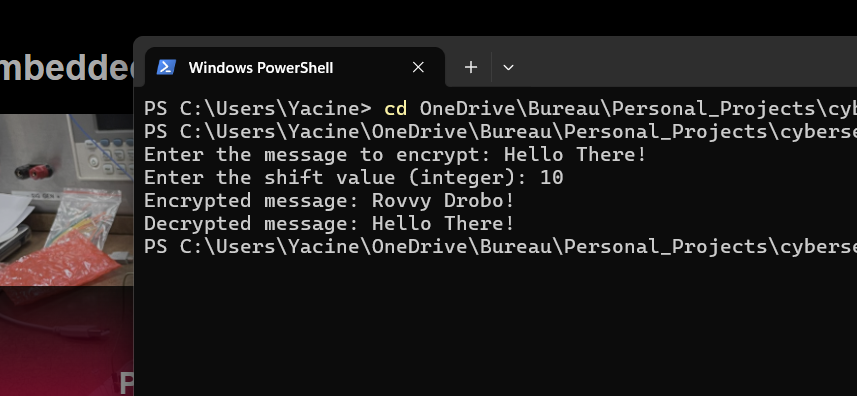 Windows PowerShell
PS C:\Users\Yacine> cd OneDrive\Bureau\Personal_Projects\cyb
PS C:\Users\Yacine\OneDrive\Bureau\Personal_Projects\cyberse
Enter the message to encrypt: Hello There!
Enter the shift value (integer): 10
Encrypted message: Rovvy Drobo!
Decrypted message: Hello There!
PS C:\Users\Yacine\OneDrive\Bureau\Personal_Projects\cyberse